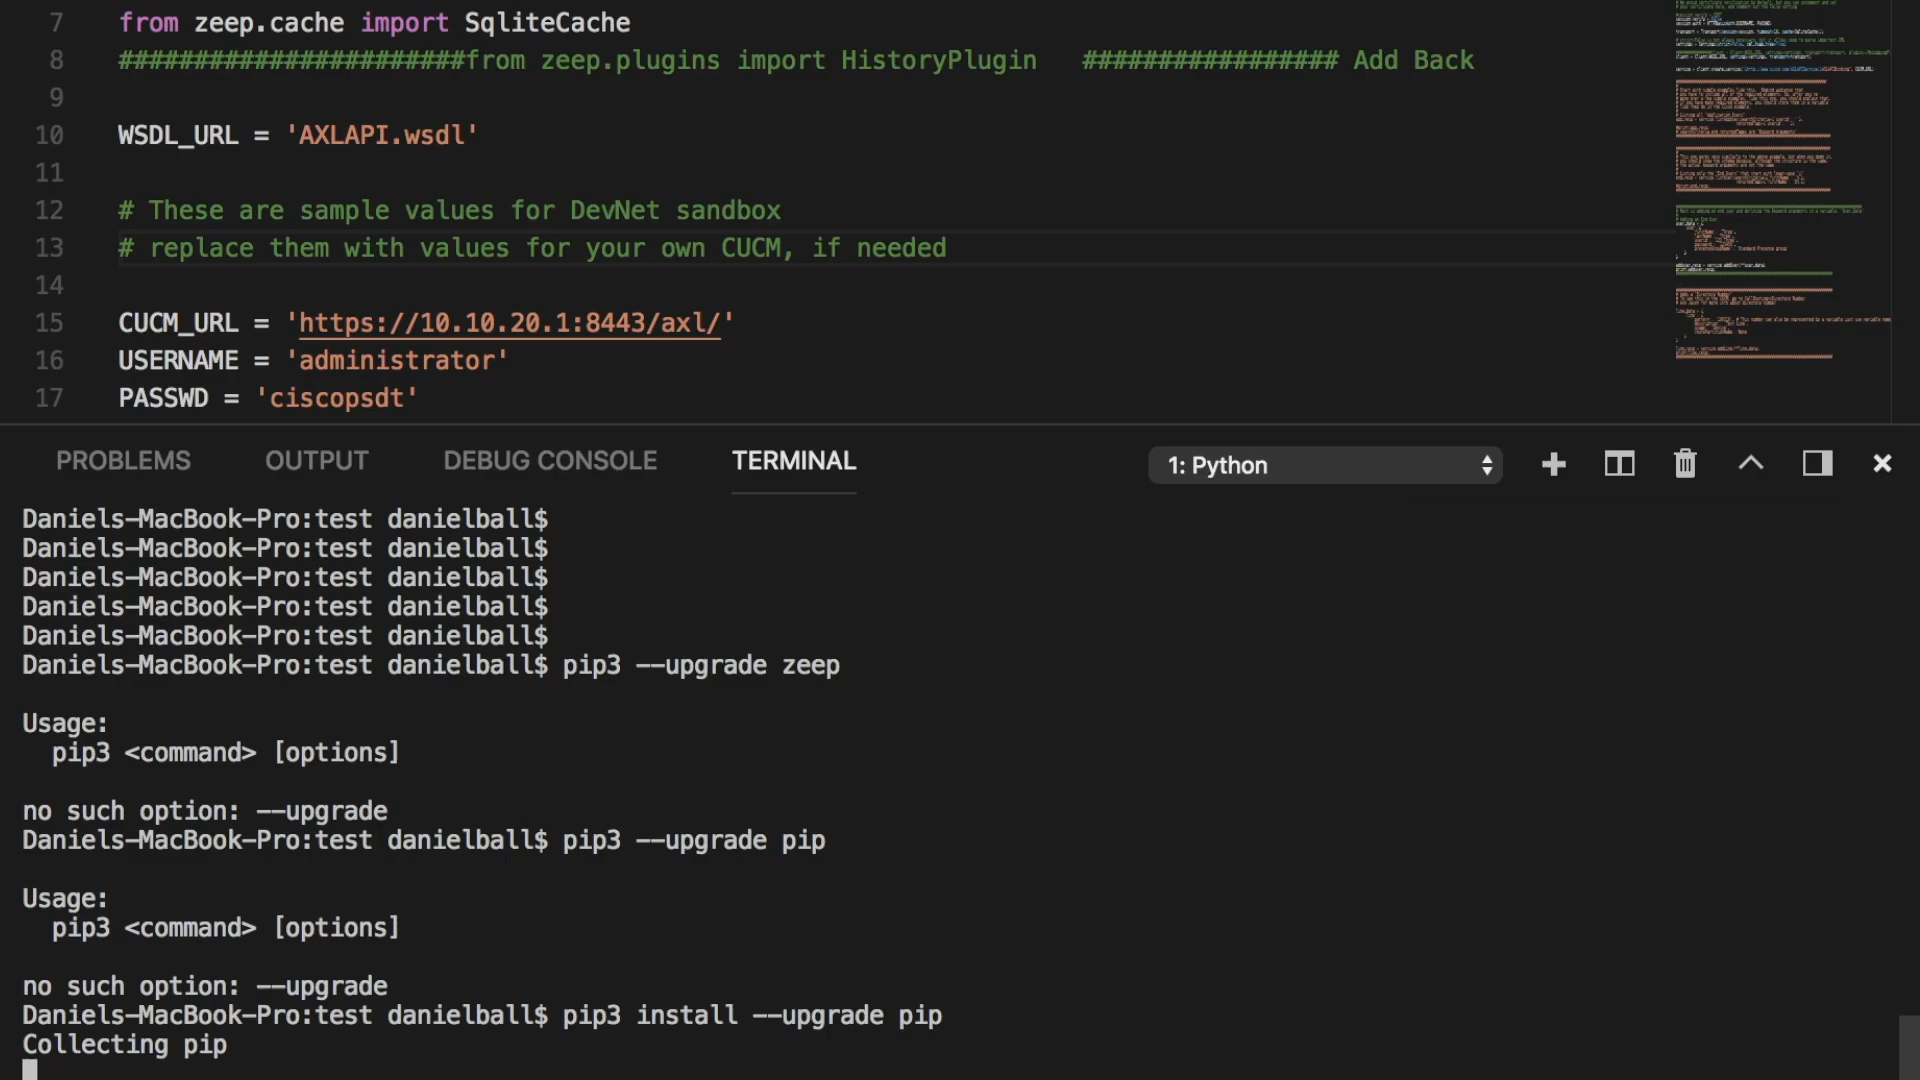 7 from zeep.cache import SqliteCache
8 #######################from zeep.plugins import HistoryPlugin ################# Add Back
9
10 WSDL_URL = 'AXLAPI.wsdl'
11
12 # These are sample values for DevNet sandbox
13 # replace them with values for your own CUCM, if needed
14
15 CUCM_URL = 'https://10.10.20.1:8443/axl/'
16 USERNAME = 'administrator'
17 PASSWD = 'ciscopsdt'
PROBLEMS OUTPUT DEBUG CONSOLE TERMINAL 1: Python
Daniels-MacBook-Pro:test danielball$
Daniels-MacBook-Pro:test danielball$
Daniels-MacBook-Pro:test danielball$
Daniels-MacBook-Pro:test danielball$
Daniels-MacBook-Pro:test danielball$
Daniels-MacBook-Pro:test danielball$ pip3 --upgrade zeep
Usage:
pip3 <command> [options]
no such option: --upgrade
Daniels-MacBook-Pro:test danielball$ pip3 --upgrade pip
Usage:
pip3 <command> [options]
no such option: --upgrade
Daniels-MacBook-Pro:test danielball$ pip3 install --upgrade pip
Collecting pip